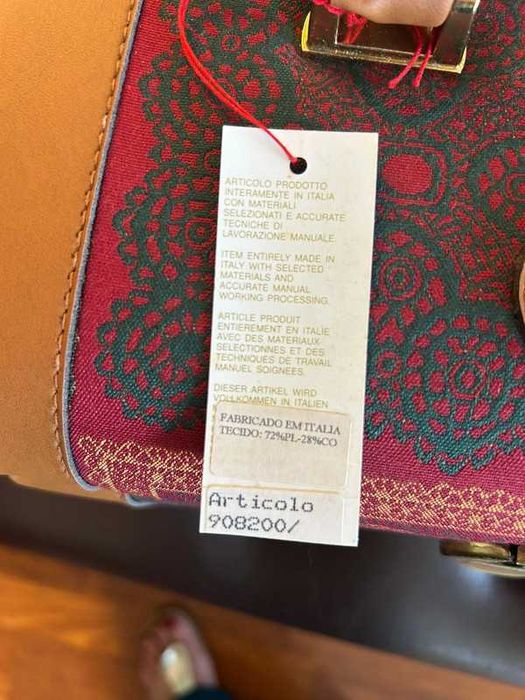 ARTICOLO PRODOTTO
INTERAMENTE IN ITALIA
CON MATERIALI
SELEZIONATI E ACCURATE
TECNICHE DI
LAVORAZIONE MANUALE.
ITEM ENTIRELY MADE IN
ITALY WITH SELECTED
MATERIALS AND
ACCURATE MANUAL
WORKING PROCESSING.
ARTICLE PRODUIT
ENTIEREMENT EN ITALIE
AVEC DES MATERIAUX
SELECTIONNES ET DES
TECHNIQUES DE TRAVAIL
MANUEL SOIGNEES.
DIESER ARTIKEL WIRD
VOLLKOMMEN IN ITALIEN
FABRICADO EM ITALIA
TECIDO: 72%PL-28%CO
Articolo
908200/